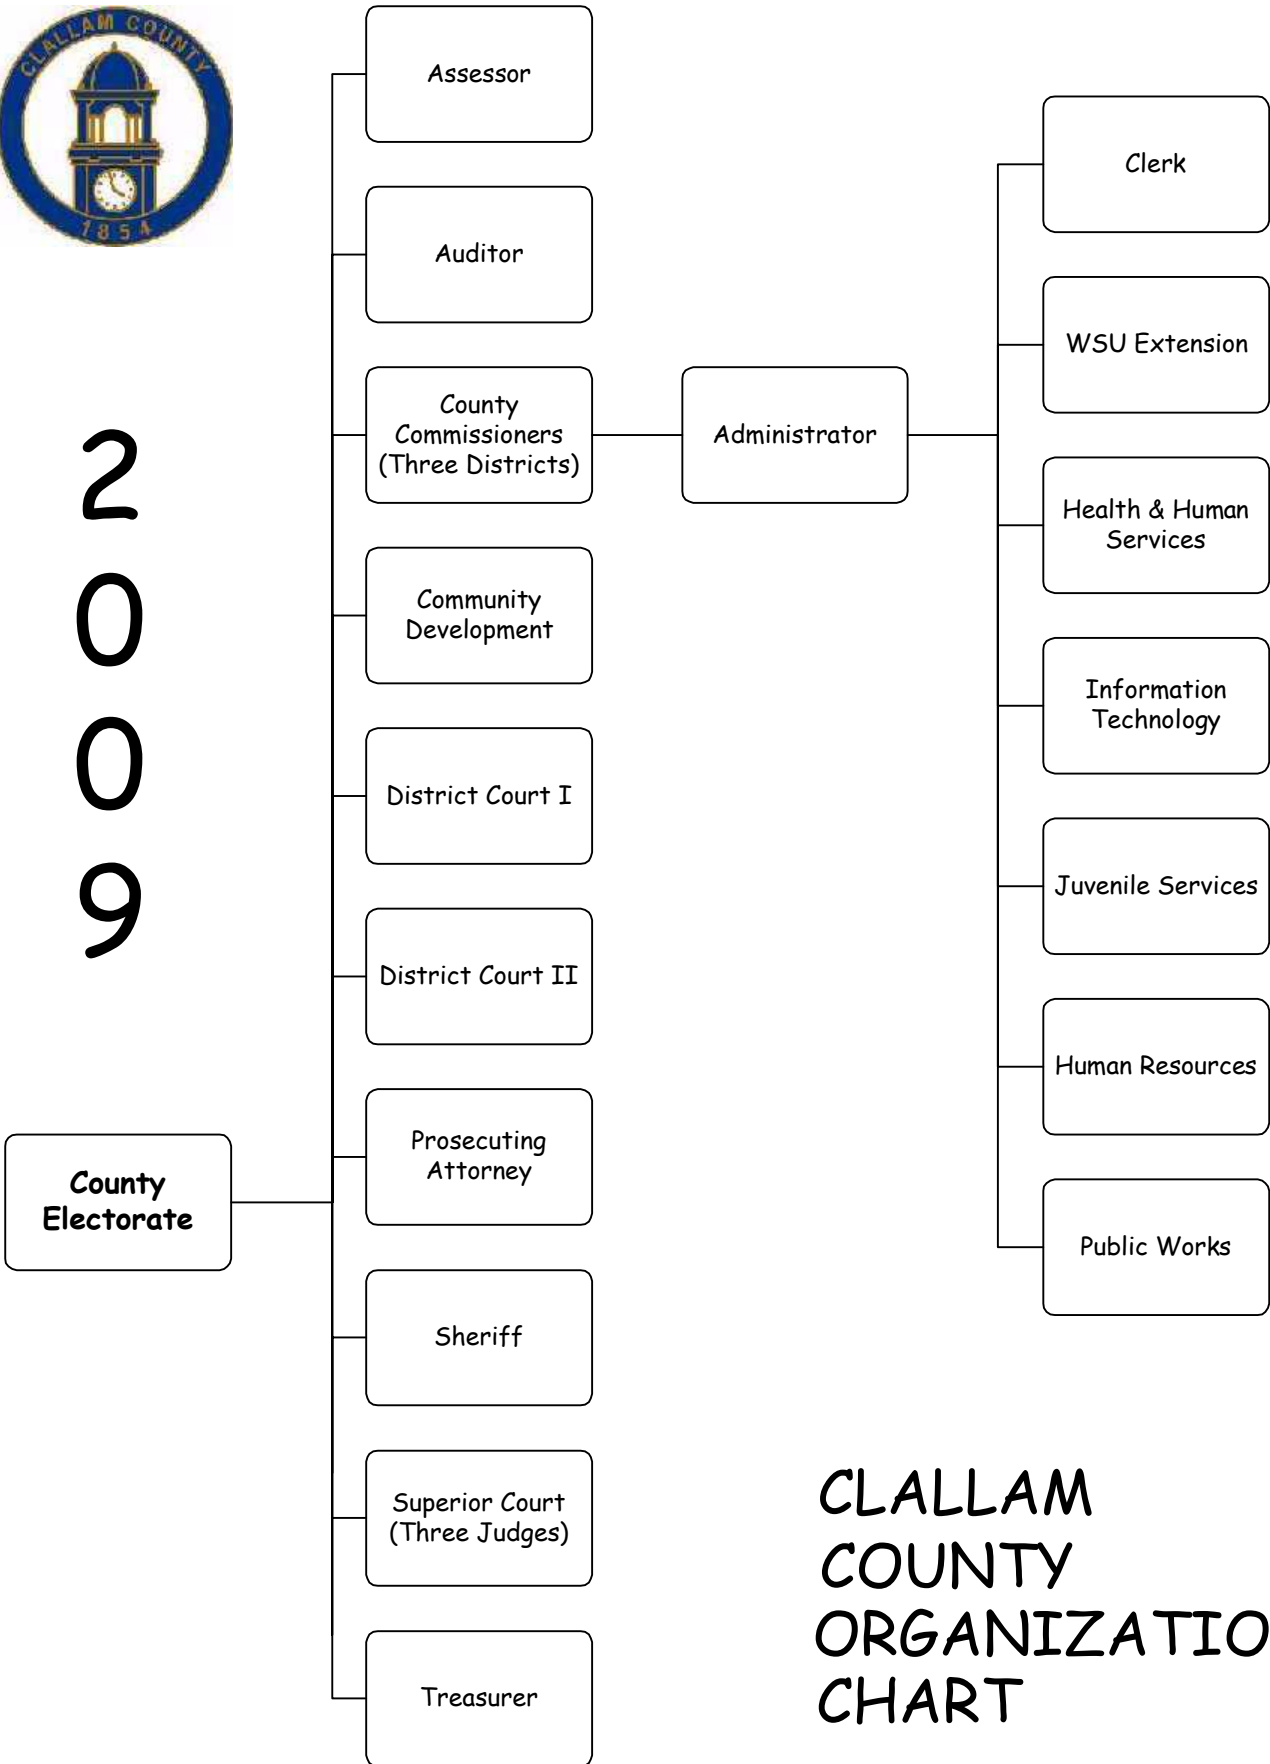 CLALLAM COUNTY
1854
2
0
0
9
County
Electorate
Assessor
Auditor
County
Commissioners
(Three Districts)
Community
Development
District Court I
District Court II
Prosecuting
Attorney
Sheriff
Superior Court
(Three Judges)
Treasurer
Administrator
Clerk
WSU Extension
Health & Human
Services
Information
Technology
Juvenile Services
Human Resources
Public Works
CLALLAM
COUNTY
ORGANIZATIO
CHART